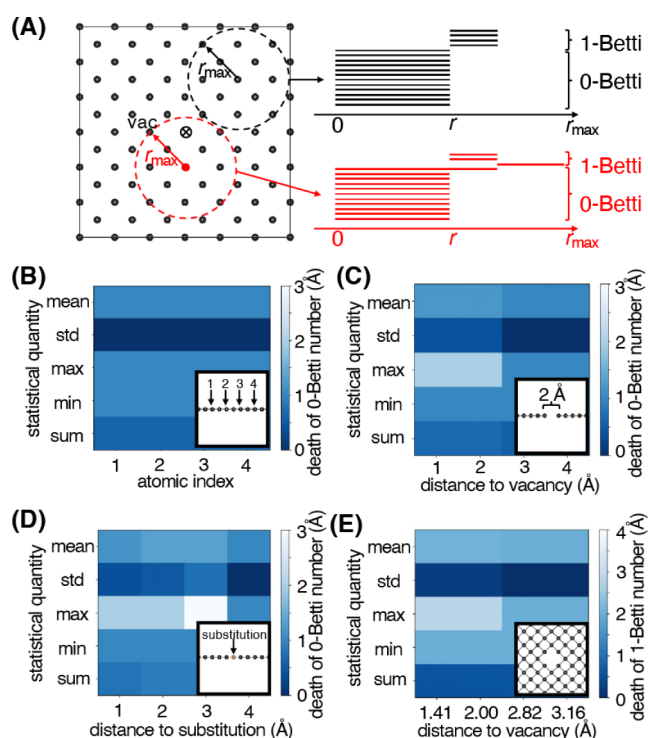 (A)
r max
vac
r max
1-Betti
0-Betti
0 r r max
1-Betti
0-Betti
0 r r max
(B)
statistical quantity
mean
std
max
min
sum
1 2 3 4
1 2 3 4
atomic index
3
2
1
0
death of 0-Betti number (Å)
(C)
statistical quantity
mean
std
max
min
sum
2 Å
1 2 3 4
distance to vacancy (Å)
3
2
1
0
death of 0-Betti number (Å)
(D)
statistical quantity
mean
std
max
min
sum
substitution
1 2 3 4
distance to substitution (Å)
3
2
1
0
death of 0-Betti number (Å)
(E)
statistical quantity
mean
std
max
min
sum
1.41 2.00 2.82 3.16
distance to vacancy (Å)
4
3
2
1
0
death of 1-Betti number (Å)